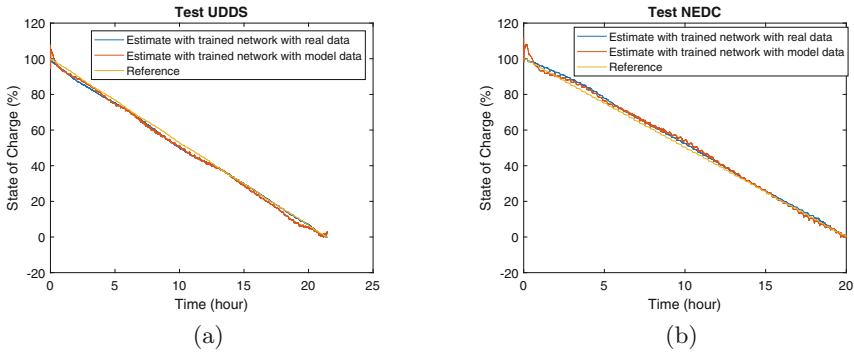 Test UDDS
120
100
80
60
40
20
0
-20
State of Charge (%)
Estimate with trained network with real data
Estimate with trained network with model data
Reference
0 5 10 15 20 25
Time (hour)
(a)
Test NEDC
120
100
80
60
40
20
0
-20
State of Charge (%)
Estimate with trained network with real data
Estimate with trained network with model data
Reference
0 5 10 15 20
Time (hour)
(b)